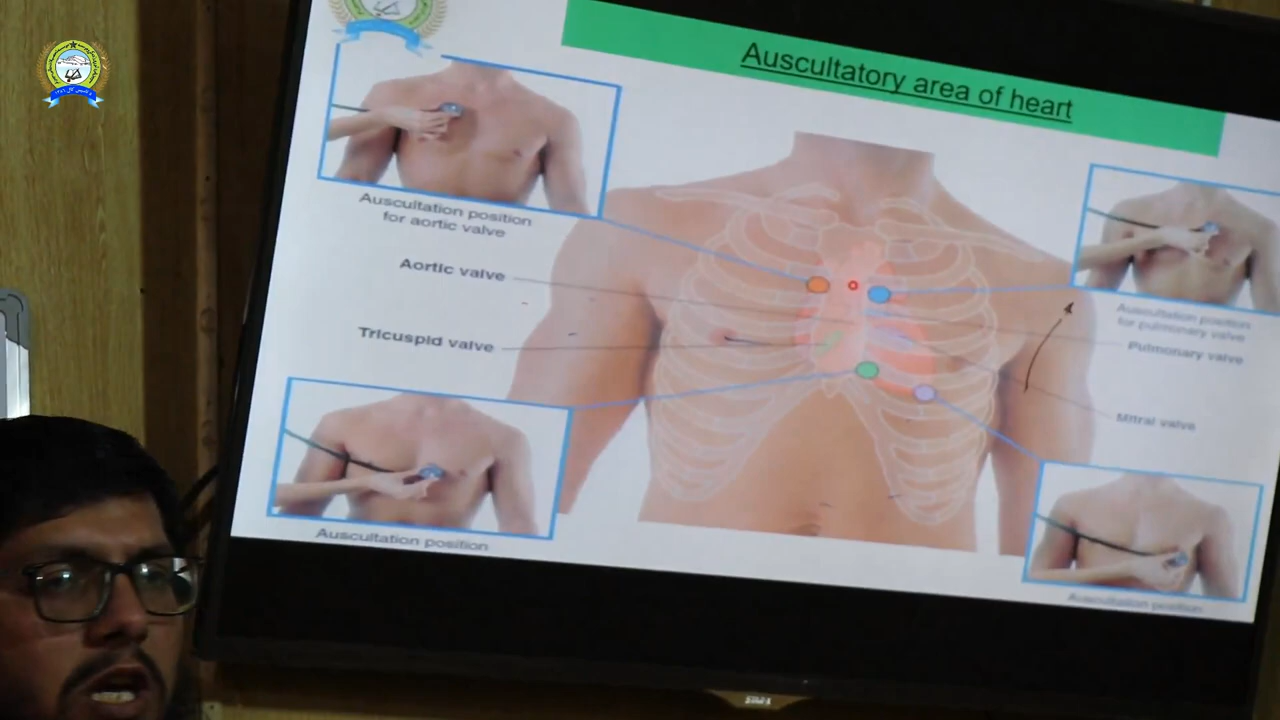 Auscultatory area of heart
Auscultation position
for aortic valve
Aortic valve
Tricuspid valve
Auscultation position
Auscultation position
for pulmonary valve
Pulmonary valve
Mitral valve
Auscultation position